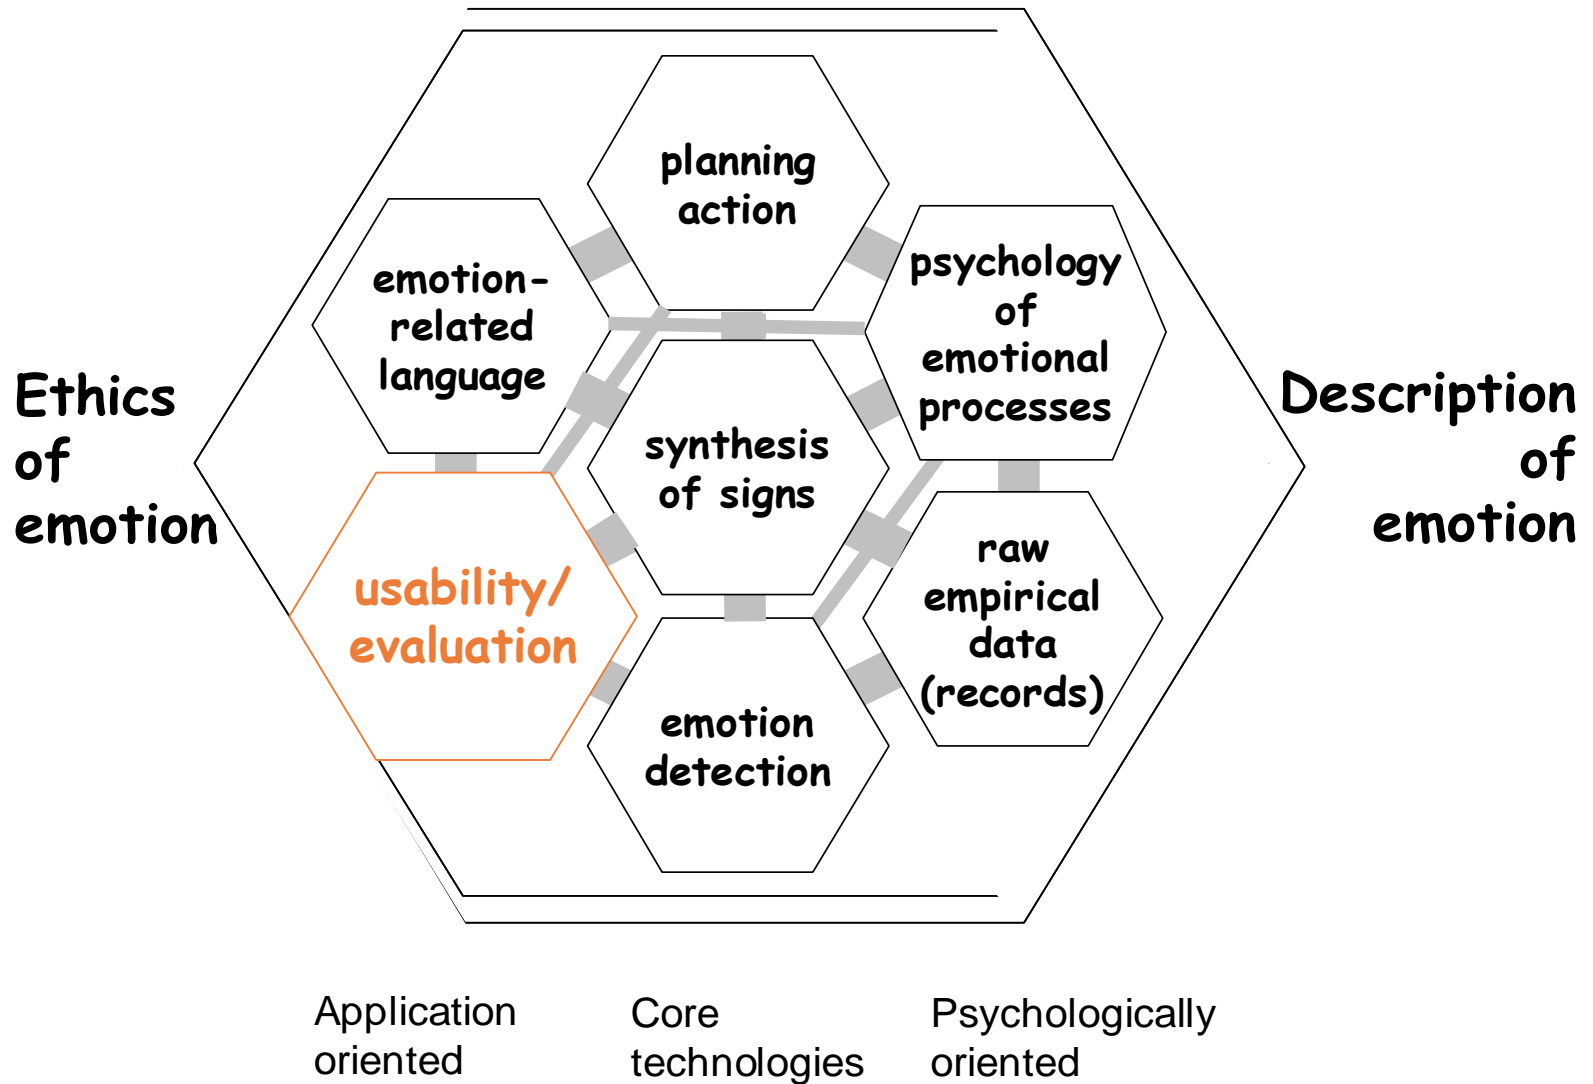 planning
action
emotion-
related
language
psychology
of
emotional
processes
Ethics
of
emotion
synthesis
of signs
Description
of
emotion
usability/
evaluation
raw
empirical
data
(records)
emotion
detection
Application
oriented
Core
technologies
Psychologically
oriented